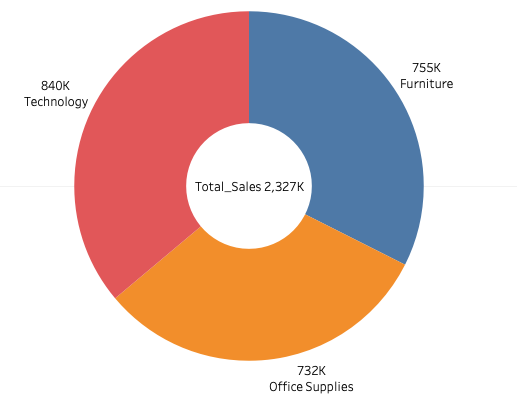 755K
Furniture
840K
Technology
Total_Sales 2,327K
732K
Office Supplies